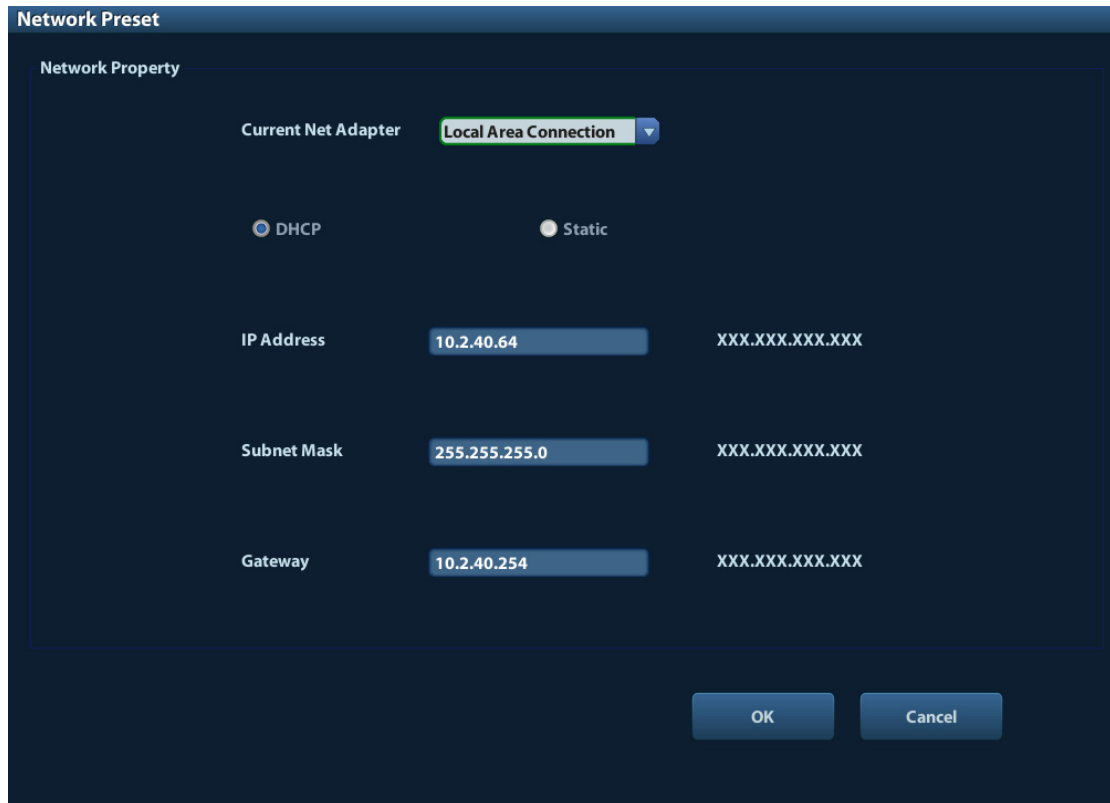 Network Preset
Network Property
Current Net Adapter Local Area Connection
DHCP Static
IP Address 10.2.40.64 XXX.XXX.XXX.XXX
Subnet Mask 255.255.255.0 XXX.XXX.XXX.XXX
Gateway 10.2.40.254 XXX.XXX.XXX.XXX
OK Cancel